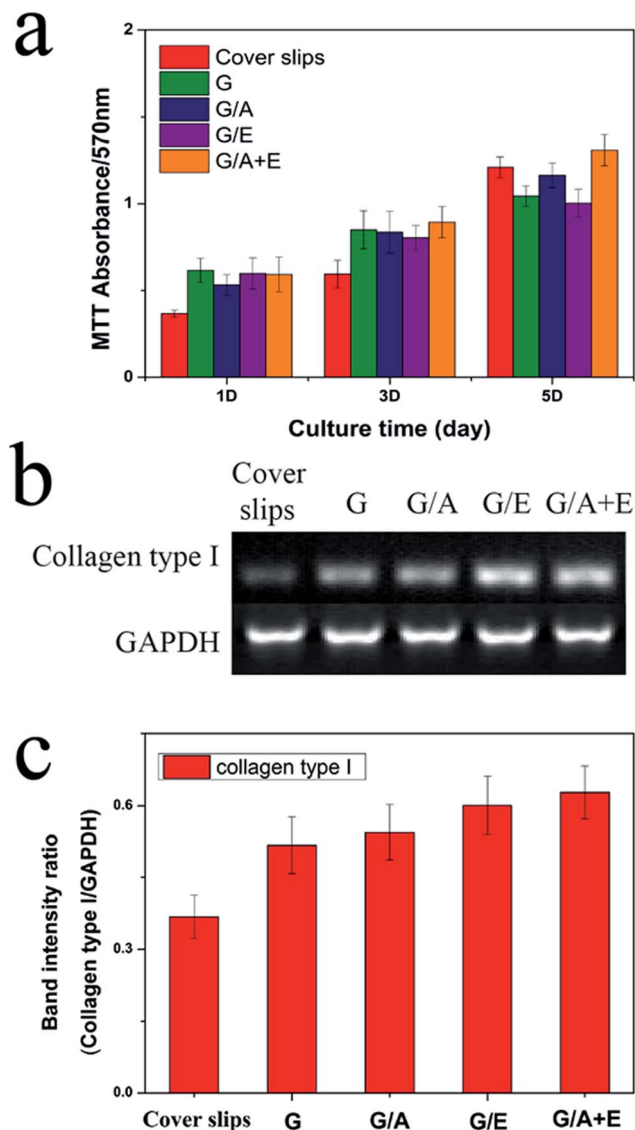 a
MTT Absorbance/570nm
2
1
0
Cover slips
G
G/A
G/E
G/A+E
1D
3D
5D
Culture time (day)
b
Cover
slips
G
G/A
G/E
G/A+E
Collagen type I
GAPDH
c
Band intensity ratio
(Collagen type I/GAPDH)
0.6
0.3
0.0
collagen type I
Cover slips
G
G/A
G/E
G/A+E